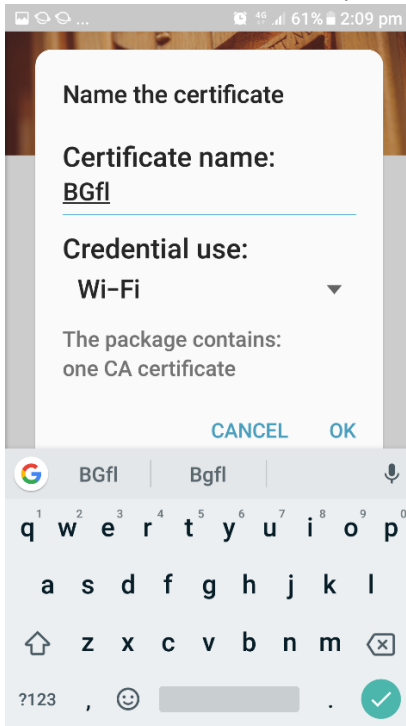 ... 4G 61% 2:09 pm
Name the certificate
Certificate name:
BGfl
Credential use:
Wi-Fi
The package contains:
one CA certificate
CANCEL OK
G BGfl Bgfl
1 2 3 4 5 6 7 8 9 0
q w e r t y u i o p
a s d f g h j k l
z x c v b n m
?123 , .